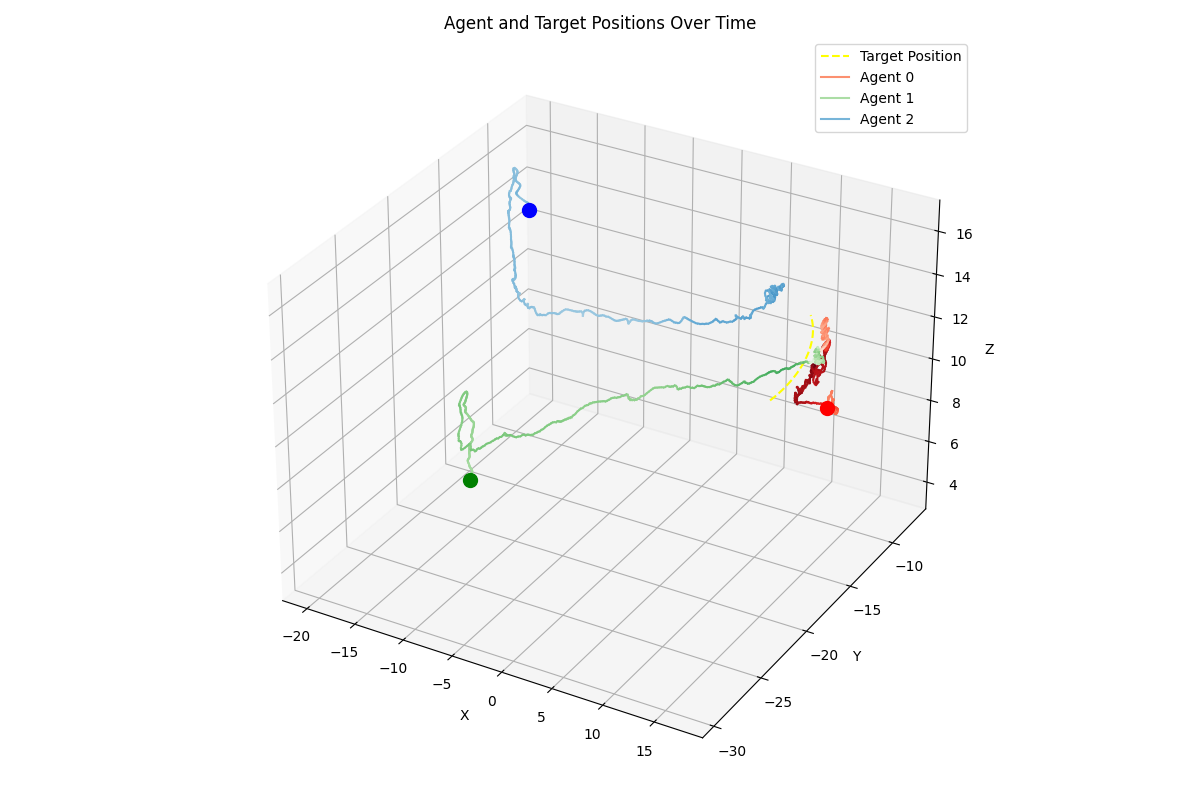 Agent and Target Positions Over Time
Target Position
Agent 0
Agent 1
Agent 2
16
14
12
10
8
6
4
Z
−10
−15
−20
−25
−30
Y
−20
−15
−10
−5
0
5
10
15
X